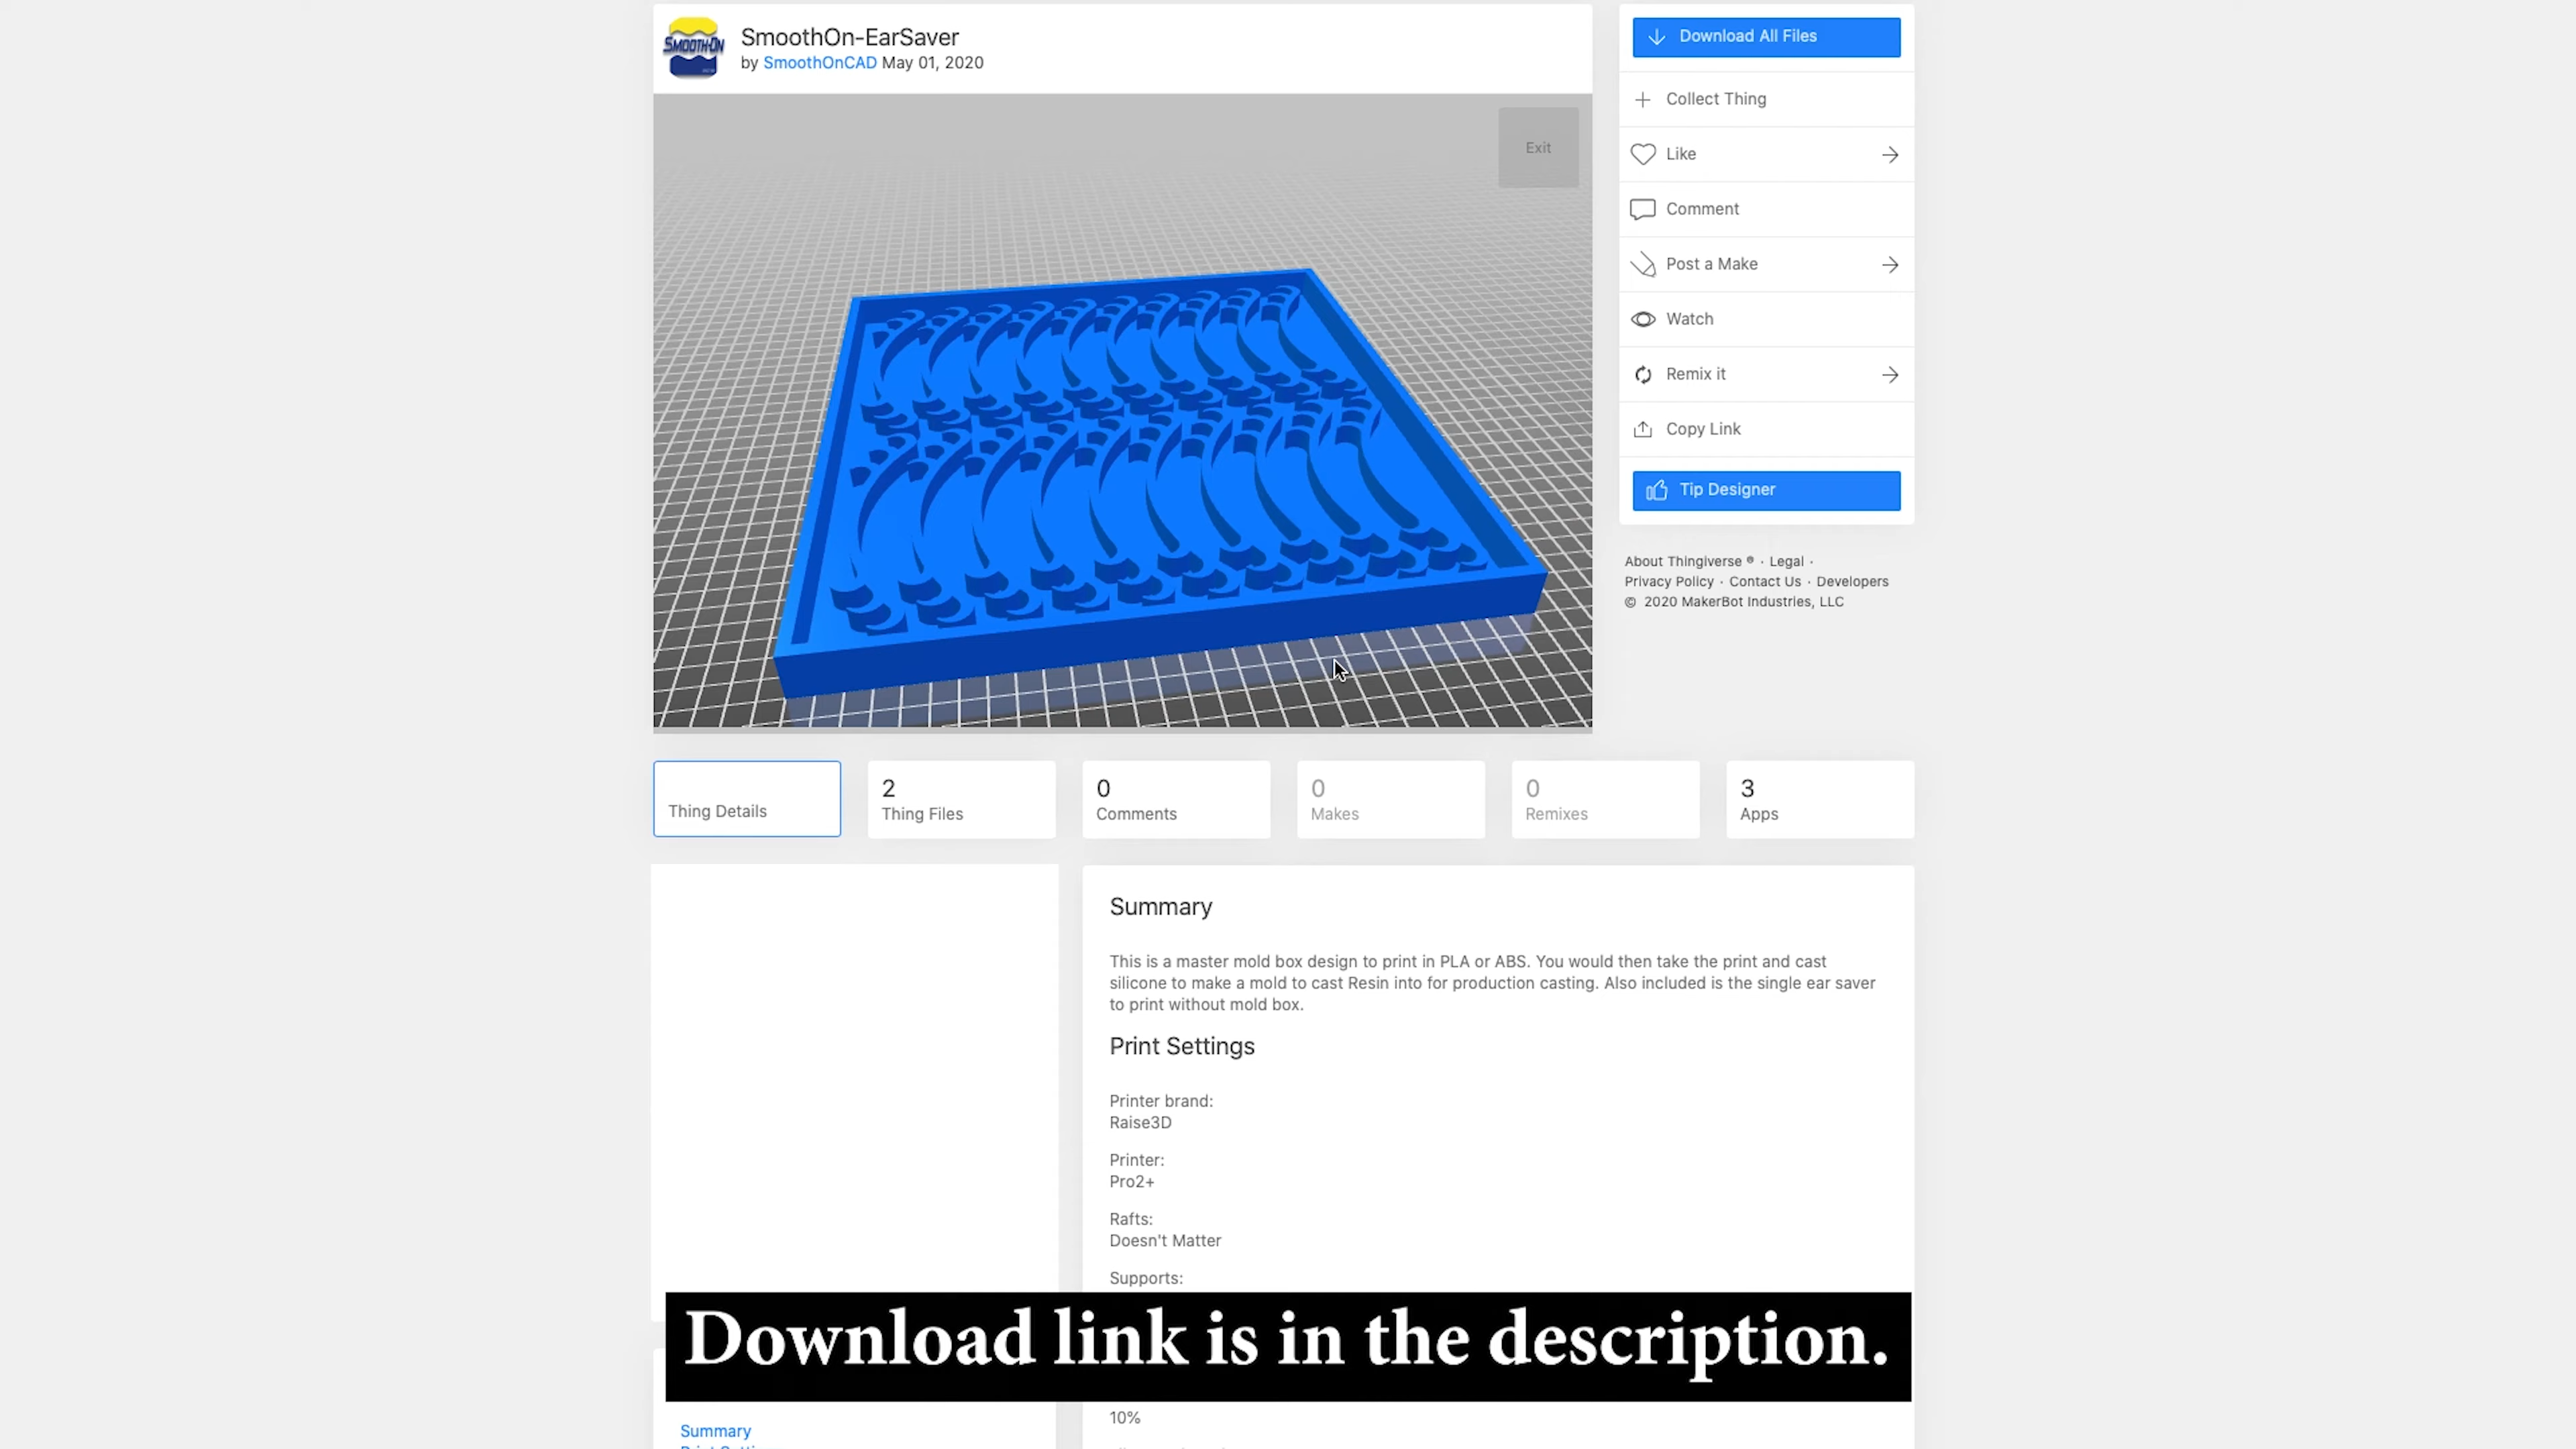 SMOOTH-ON
SmoothOn-EarSaver
by SmoothOnCAD May 01, 2020
Exit
Download All Files
Collect Thing
Like
Comment
Post a Make
Watch
Remix it
Copy Link
Tip Designer
About Thingiverse ® · Legal ·
Privacy Policy · Contact Us · Developers
© 2020 MakerBot Industries, LLC
Thing Details
2
Thing Files
0
Comments
0
Makes
0
Remixes
3
Apps
Summary
This is a master mold box design to print in PLA or ABS. You would then take the print and cast
silicone to make a mold to cast Resin into for production casting. Also included is the single ear saver
to print without mold box.
Print Settings
Printer brand:
Raise3D
Printer:
Pro2+
Rafts:
Doesn't Matter
Supports:
Download link is in the description.
10%
Summary